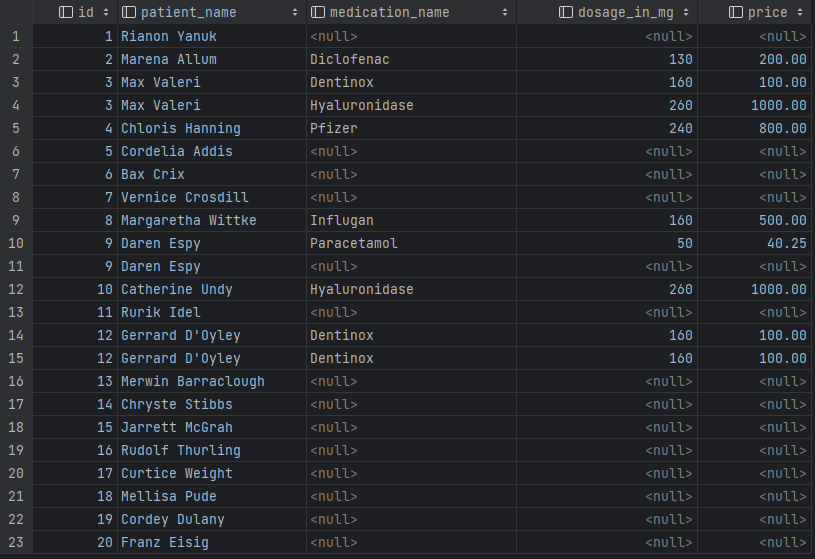 id patient_name medication_name dosage_in_mg price
1 1 Rianon Yanuk <null> <null> <null>
2 2 Marena Allum Diclofenac 130 200.00
3 3 Max Valeri Dentinox 160 100.00
4 3 Max Valeri Hyaluronidase 260 1000.00
5 4 Chloris Hanning Pfizer 240 800.00
6 5 Cordelia Addis <null> <null> <null>
7 6 Bax Crix <null> <null> <null>
8 7 Vernice Crosdill <null> <null> <null>
9 8 Margaretha Wittke Influgan 160 500.00
10 9 Daren Espy Paracetamol 50 40.25
11 9 Daren Espy <null> <null> <null>
12 10 Catherine Undy Hyaluronidase 260 1000.00
13 11 Rurik Idel <null> <null> <null>
14 12 Gerrard D'Oyley Dentinox 160 100.00
15 12 Gerrard D'Oyley Dentinox 160 100.00
16 13 Merwin Barraclough <null> <null> <null>
17 14 Chryste Stibbs <null> <null> <null>
18 15 Jarrett McGrah <null> <null> <null>
19 16 Rudolf Thurling <null> <null> <null>
20 17 Curtice Weight <null> <null> <null>
21 18 Mellisa Pude <null> <null> <null>
22 19 Cordey Dulany <null> <null> <null>
23 20 Franz Eisig <null> <null> <null>